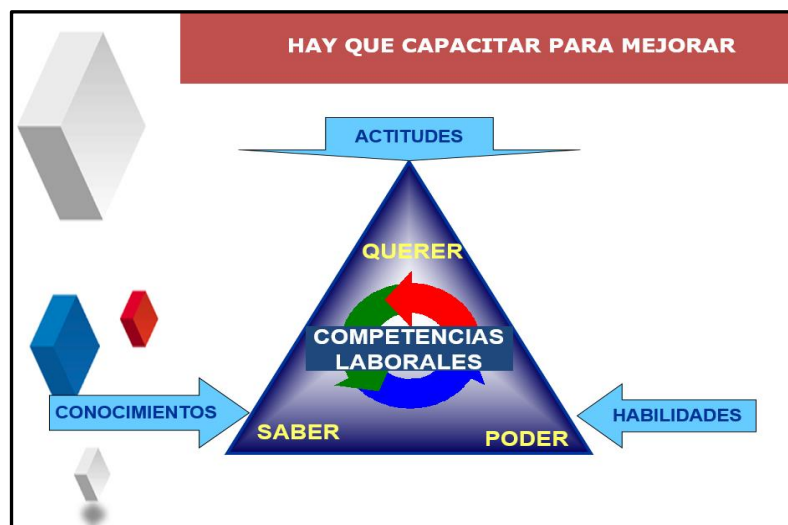 HAY QUE CAPACITAR PARA MEJORAR
ACTITUDES
QUERER
COMPETENCIAS
LABORALES
CONOCIMIENTOS
SABER
PODER
HABILIDADES